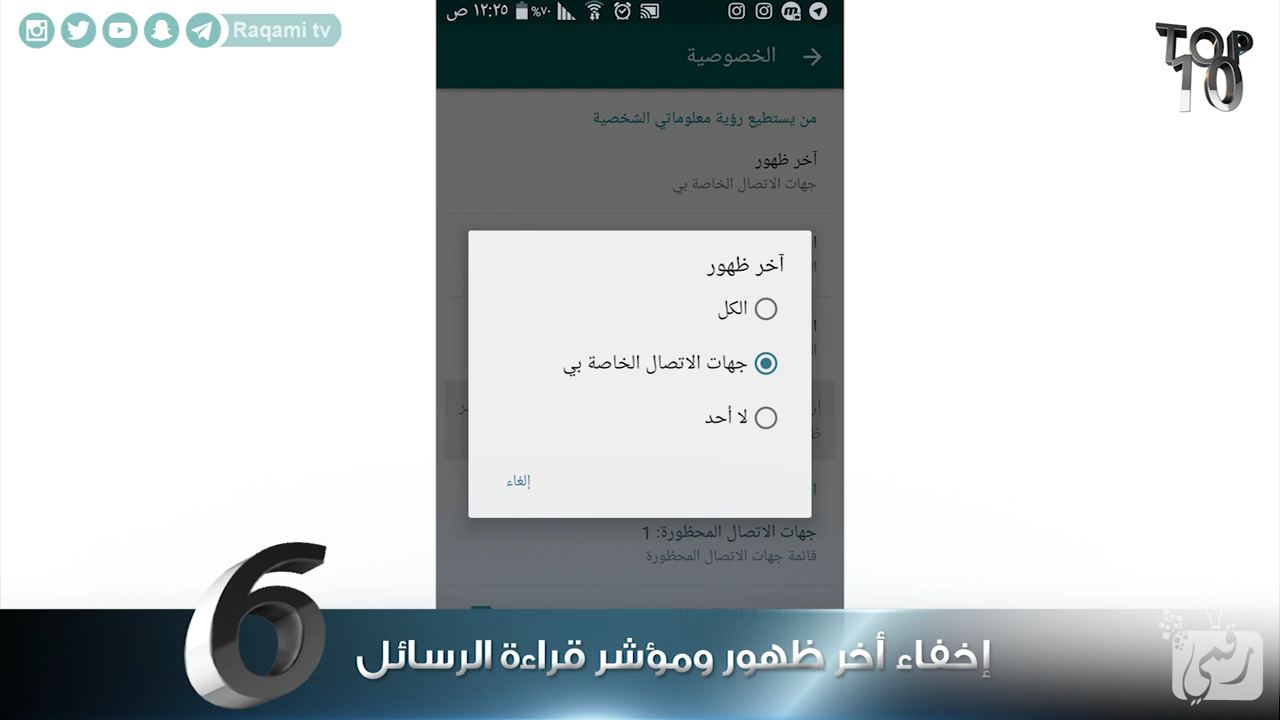 Raqami tv
TOP
10
١٢:٢٥ ص
٧٠%
الخصوصية
من يستطيع رؤية معلوماتي الشخصية
آخر ظهور
جهات الاتصال الخاصة بي
آخر ظهور
الكل
جهات الاتصال الخاصة بي
لا أحد
إلغاء
جهات الاتصال المحظورة: 1
قائمة جهات الاتصال المحظورة
6
إخفاء أخر ظهور ومؤشر قراءة الرسائل
رقمي